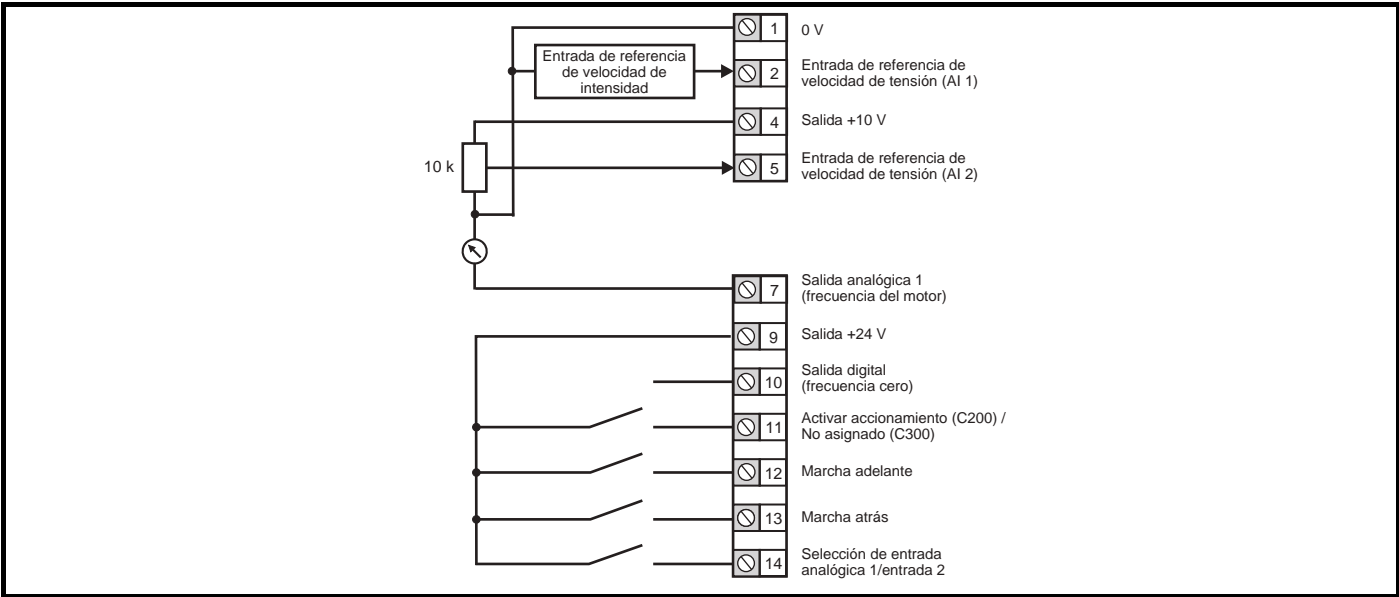 1
0 V
Entrada de referencia
de velocidad de
intensidad
2
Entrada de referencia de
velocidad de tensión (AI 1)
4
Salida +10 V
10 k
5
Entrada de referencia de
velocidad de tensión (AI 2)
7
Salida analógica 1
(frecuencia del motor)
9
Salida +24 V
10
Salida digital
(frecuencia cero)
11
Activar accionamiento (C200) /
No asignado (C300)
12
Marcha adelante
13
Marcha atrás
14
Selección de entrada
analógica 1/entrada 2